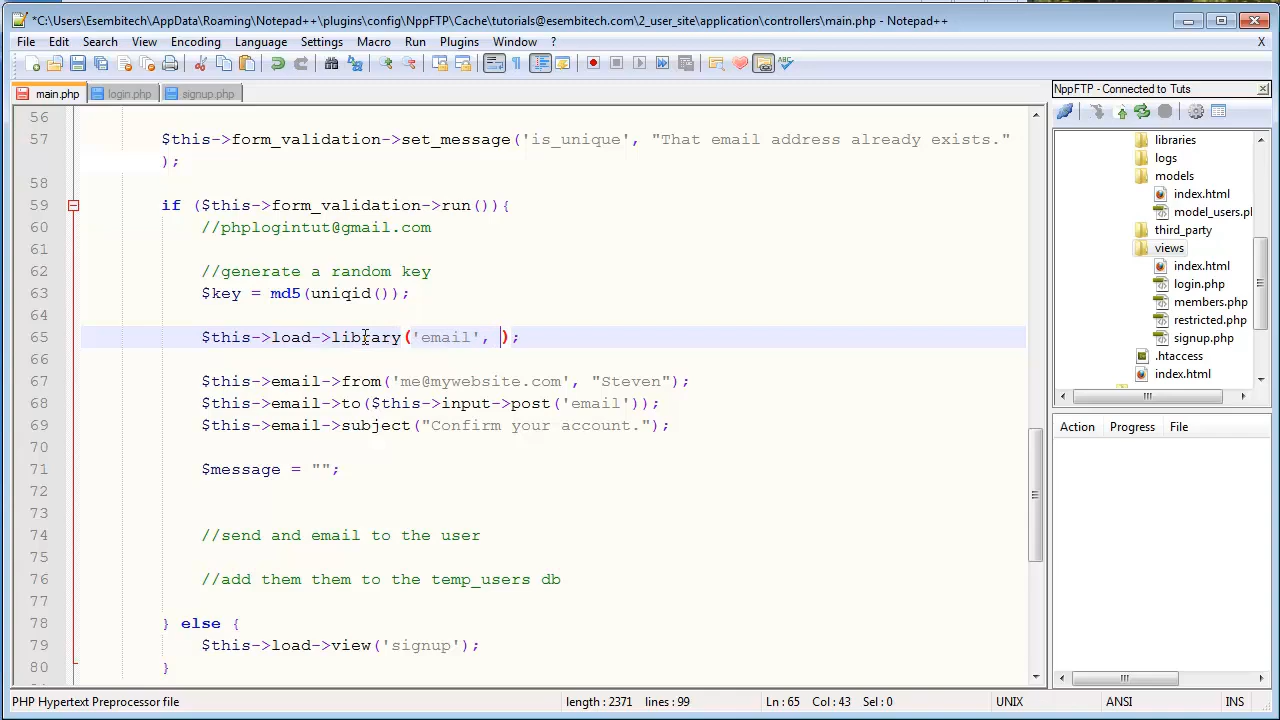 *C:\Users\Esembitech\AppData\Roaming\Notepad++\plugins\config\NppFTP\Cache\tutorials@esembitech.com\2_user_site\application\controllers\main.php - Notepad++
File Edit Search View Encoding Language Settings Macro Run Plugins Window ? X
main.php login.php signup.php
56
57 $this->form_validation->set_message('is_unique', "That email address already exists."
);
58
59 if ($this->form_validation->run()){
60 //phplogintut@gmail.com
61
62 //generate a random key
63 $key = md5(uniqid());
64
65 $this->load->library('email', );
66
67 $this->email->from('me@mywebsite.com', "Steven");
68 $this->email->to($this->input->post('email'));
69 $this->email->subject("Confirm your account.");
70
71 $message = "";
72
73
74 //send and email to the user
75
76 //add them them to the temp_users db
77
78 } else {
79 $this->load->view('signup');
80 }
NppFTP - Connected to Tuts
libraries
logs
models
index.html
model_users.pl
third_party
views
index.html
login.php
members.php
restricted.php
signup.php
.htaccess
index.html
Action Progress File
PHP Hypertext Preprocessor file length : 2371 lines : 99 Ln : 65 Col : 43 Sel : 0 UNIX ANSI INS